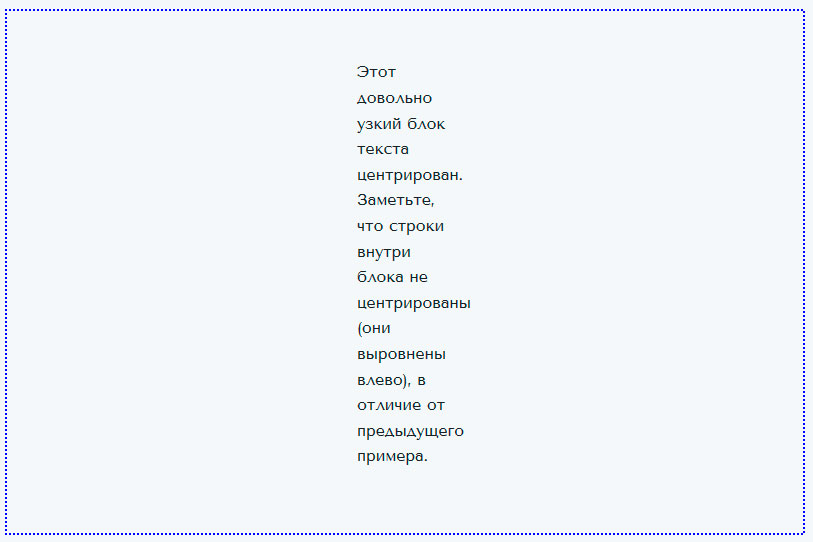 Этот
довольно
узкий блок
текста
центрирован.
Заметьте,
что строки
внутри
блока не
центрированы
(они
выровнены
влево), в
отличие от
предыдущего
примера.